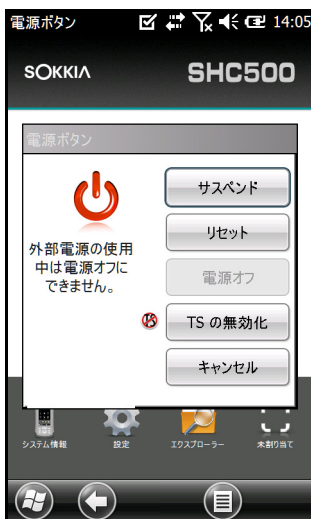 電源ボタン 14:05
SOKKIA SHC500
電源ボタン
サスペンド
リセット
外部電源の使用
中は電源オフに
できません。
電源オフ
TS の無効化
キャンセル
システム情報 設定 エクスプローラー 未割り当て